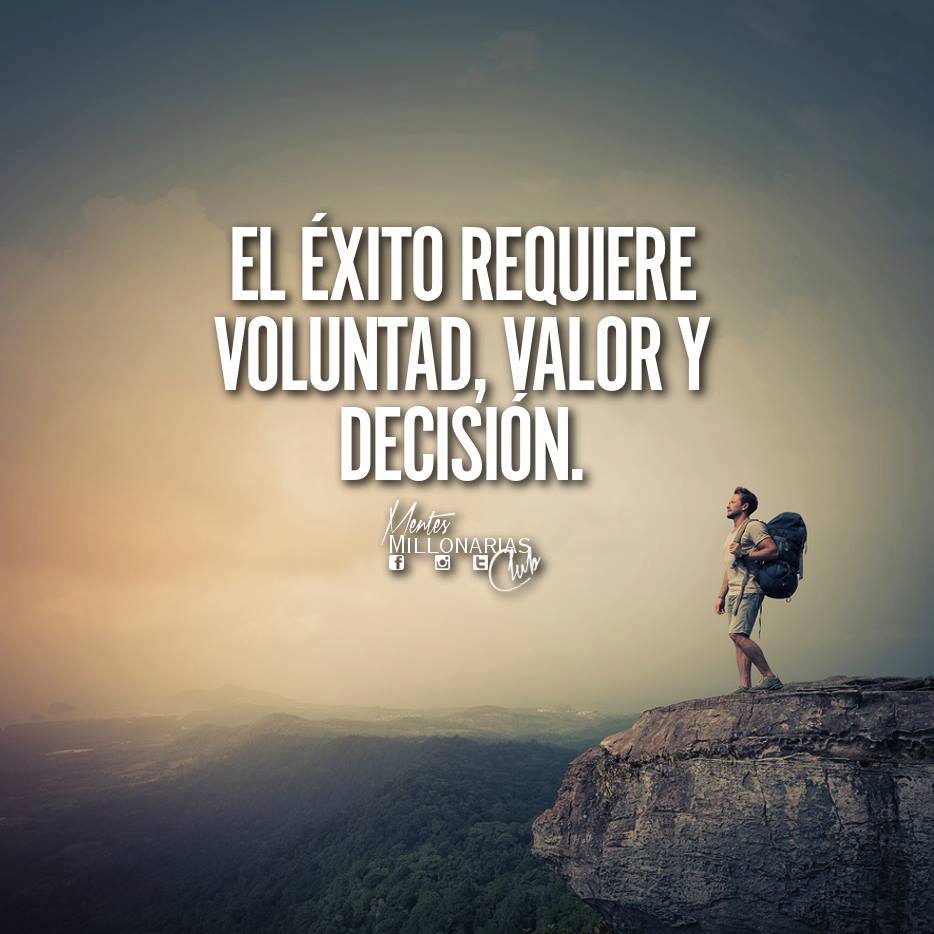 EL ÉXITO REQUIERE
VOLUNTAD, VALOR Y
DECISIÓN.
Mentes
MILLONARIAS
Club